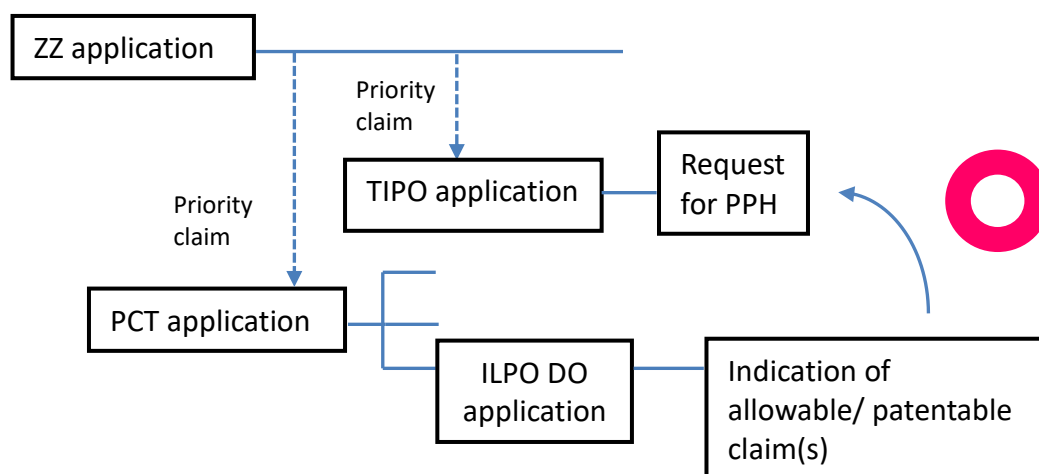 ZZ application
Priority
claim
TIPO application
Request
for PPH
Priority
claim
PCT application
ILPO DO
application
Indication of
allowable/ patentable
claim(s)